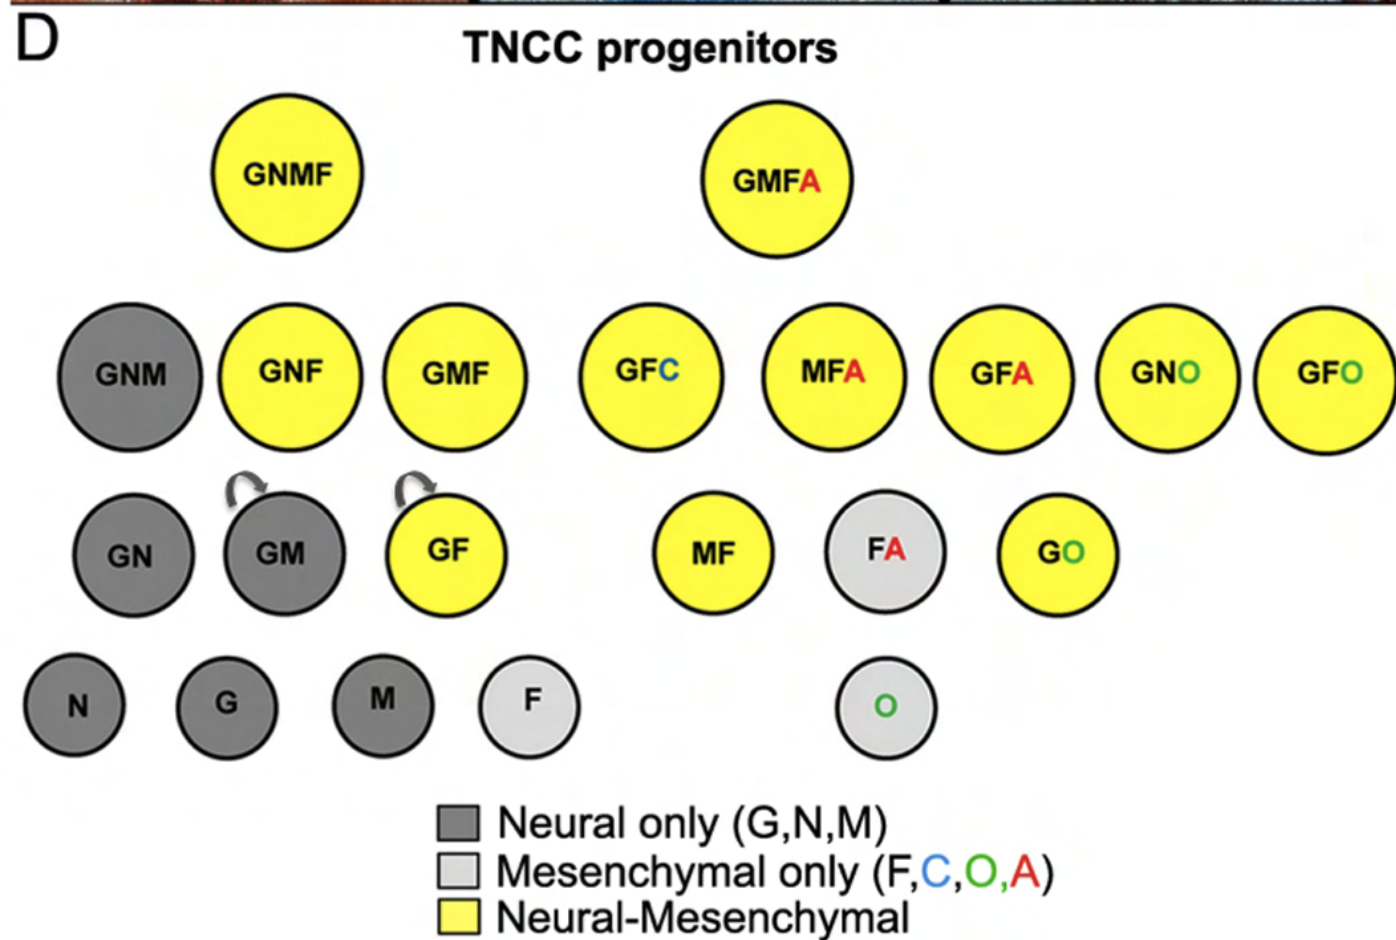 D
TNCC progenitors
GNMF GMFA
GNM GNF GMF GFC MFA GFA GNO GFO
GN GM GF MF FA GO
N G M F O
Neural only (G,N,M)
Mesenchymal only (F,C,O,A)
Neural-Mesenchymal